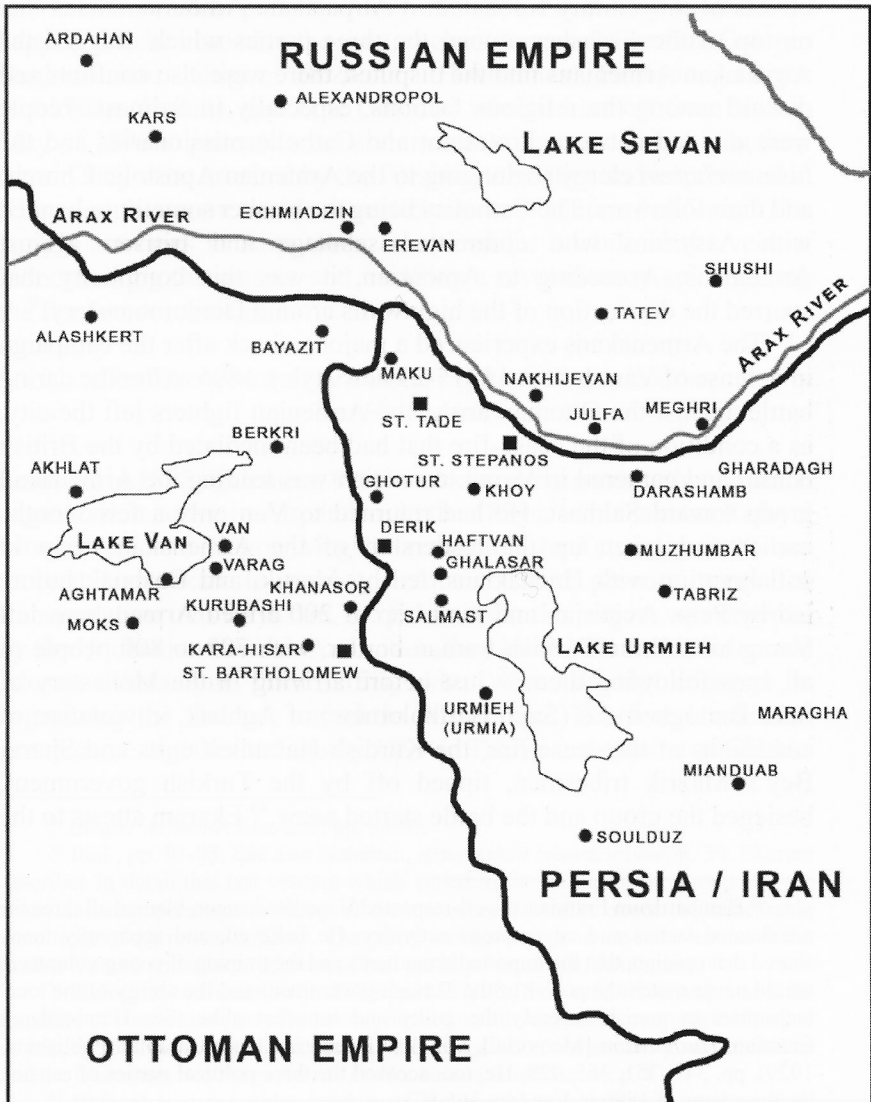 ARDAHAN
RUSSIAN EMPIRE
ALEXANDROPOL
KARS
LAKE SEVAN
ARAX RIVER
ECHMIADZIN
EREVAN
SHUSHI
TATEV
ALASHKERT
BAYAZIT
ARAX RIVER
MAKU
NAKHIJEVAN
ST. TADE
JULFA
MEGHRI
BERKRI
ST. STEPANOS
GHARADAGH
AKHLAT
GHOTUR
KHOY
DARASHAMB
LAKE VAN
VAN
DERIK
HAFTVAN
MUZHUMBAR
VARAG
GHALASAR
AGHTAMAR
KHANASOR
TABRIZ
KURUBASHI
SALMAST
MOKS
KARA-HISAR
LAKE URMIEH
ST. BARTHOLOMEW
URMIEH
(URMIA)
MARAGHA
MIANDUAB
SOULDUZ
PERSIA / IRAN
OTTOMAN EMPIRE